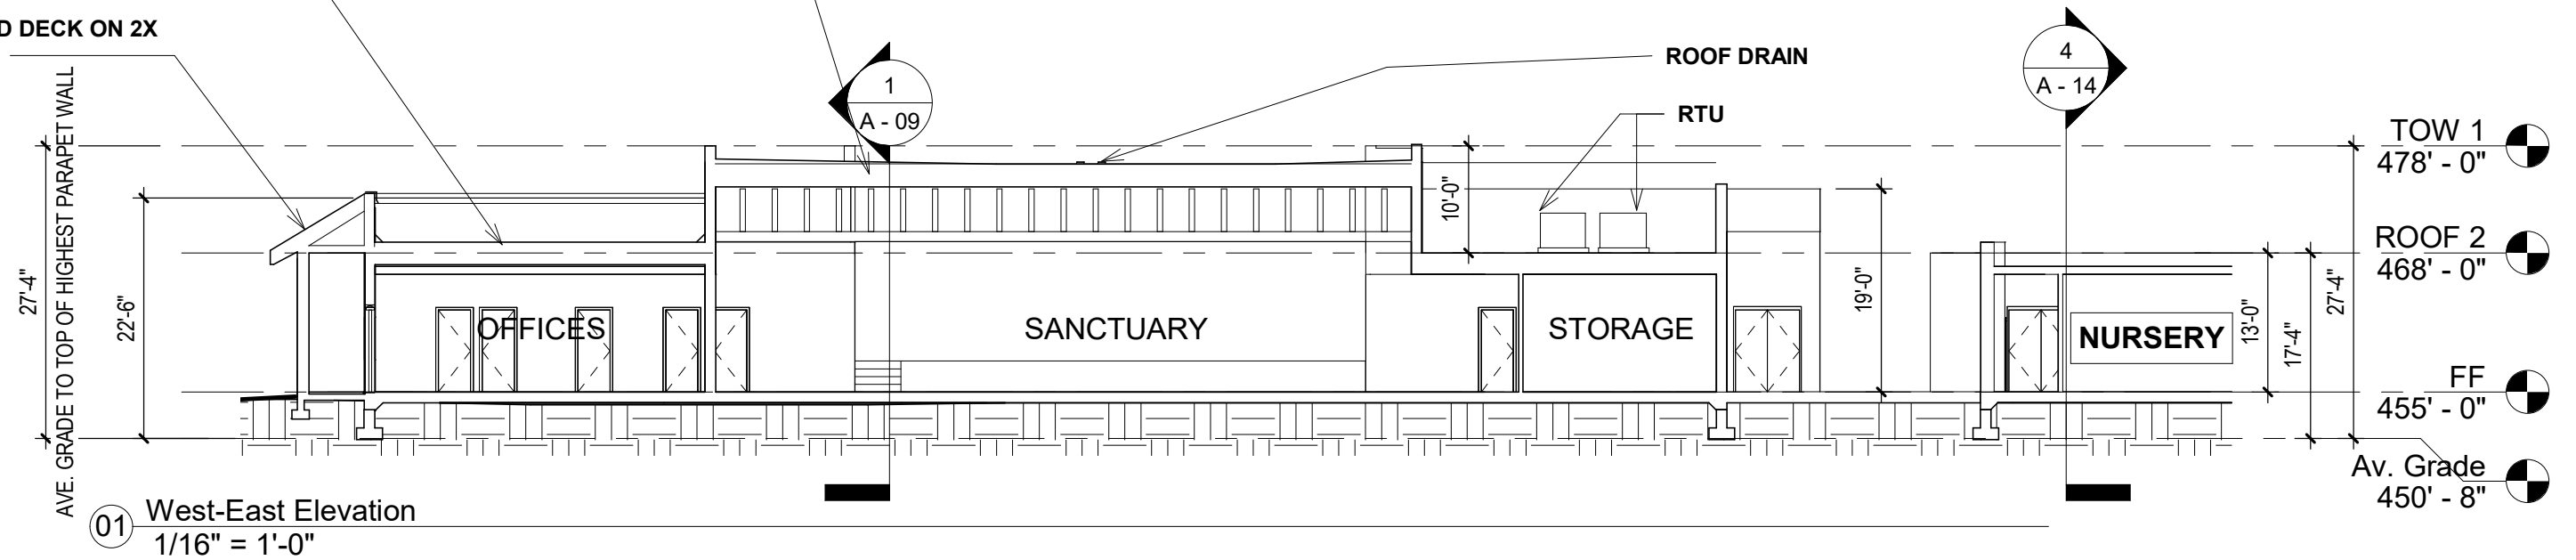 D DECK ON 2X
AVE. GRADE TO TOP OF HIGHEST PARAPET WALL
27'-4"
22'-6"
1
A - 09
ROOF DRAIN
RTU
4
A - 14
10'-0"
19'-0"
13'-0"
17'-4"
27'-4"
TOW 1
478' - 0"
ROOF 2
468' - 0"
FF
455' - 0"
Av. Grade
450' - 8"
OFFICES
SANCTUARY
STORAGE
NURSERY
01
West-East Elevation
1/16" = 1'-0"